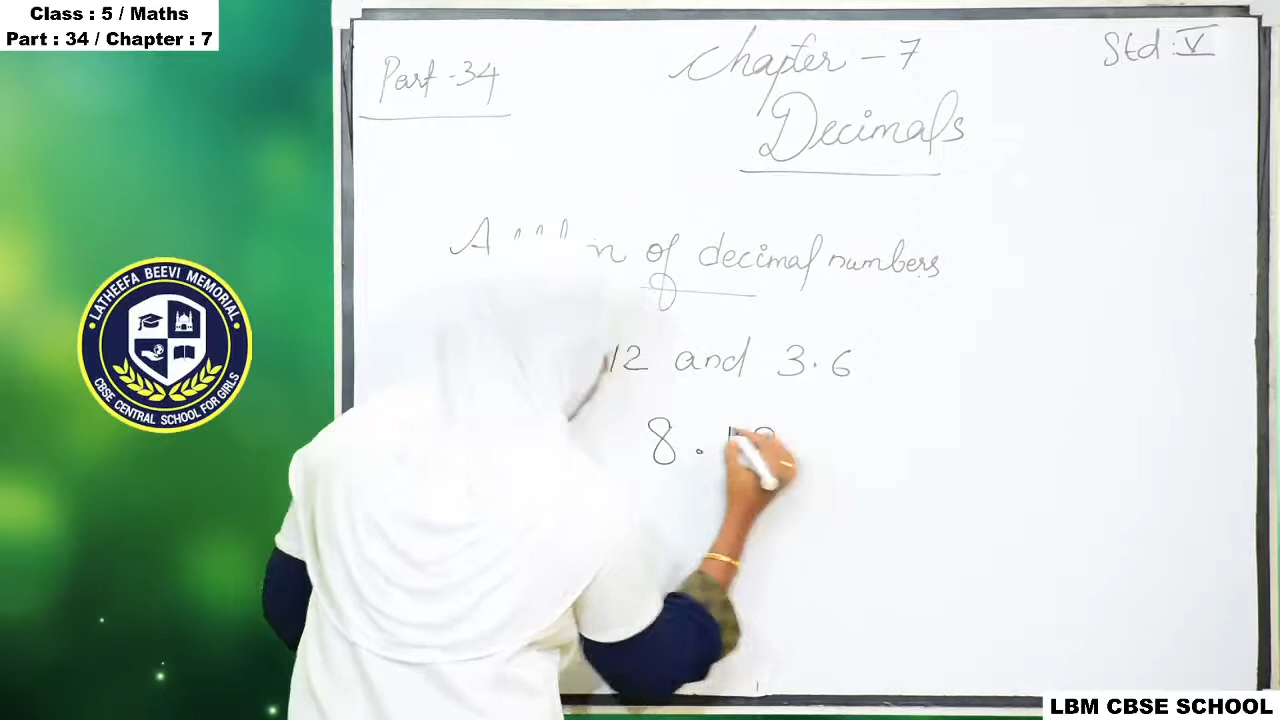 Class : 5 / Maths
Part : 34 / Chapter : 7
Part - 34
Chapter - 7
Std : V
Decimals
of decimal numbers
12 and 3.6
8.
LATHEEFA BEEVI MEMORIAL
CBSE CENTRAL SCHOOL FOR GIRLS
LBM CBSE SCHOOL